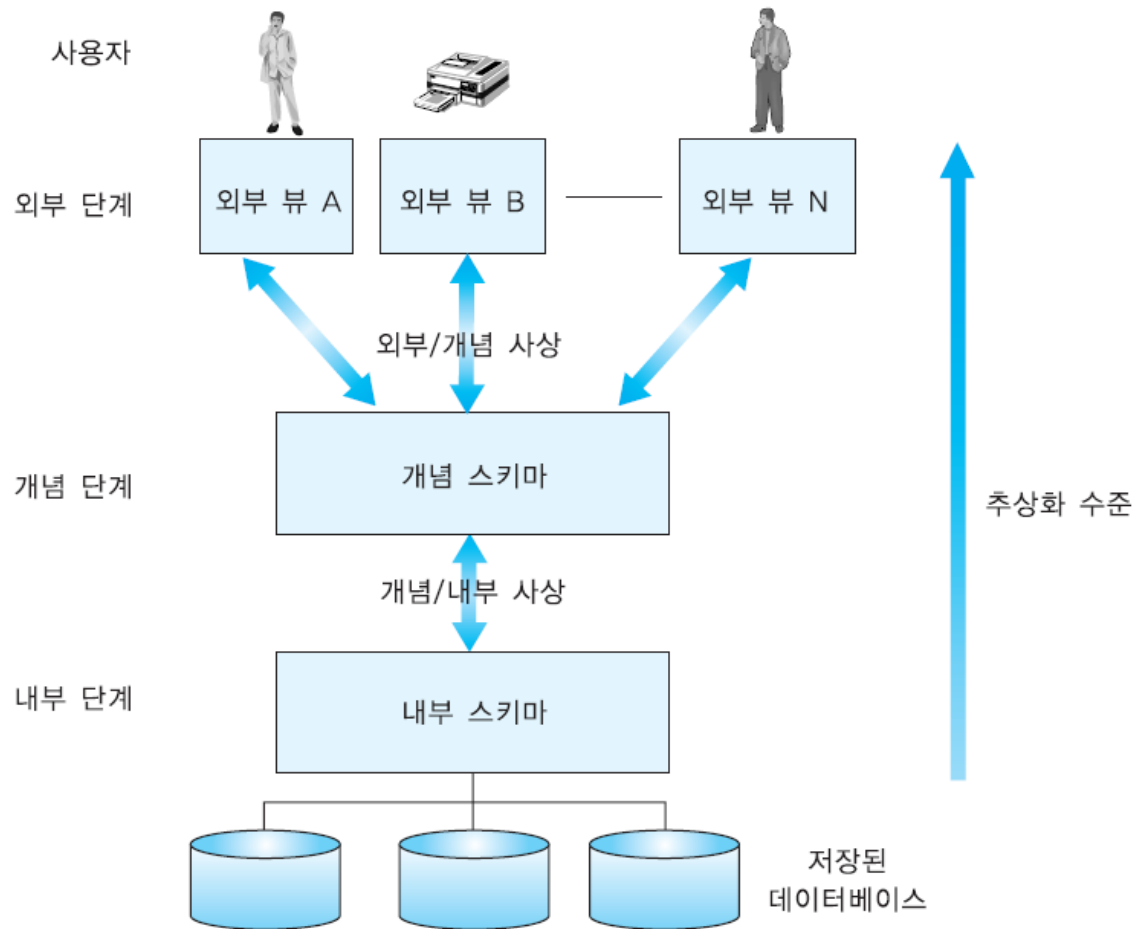 사용자
외부 단계
외부 뷰 A
외부 뷰 B
외부 뷰 N
외부/개념 사상
개념 단계
개념 스키마
추상화 수준
개념/내부 사상
내부 단계
내부 스키마
저장된
데이터베이스